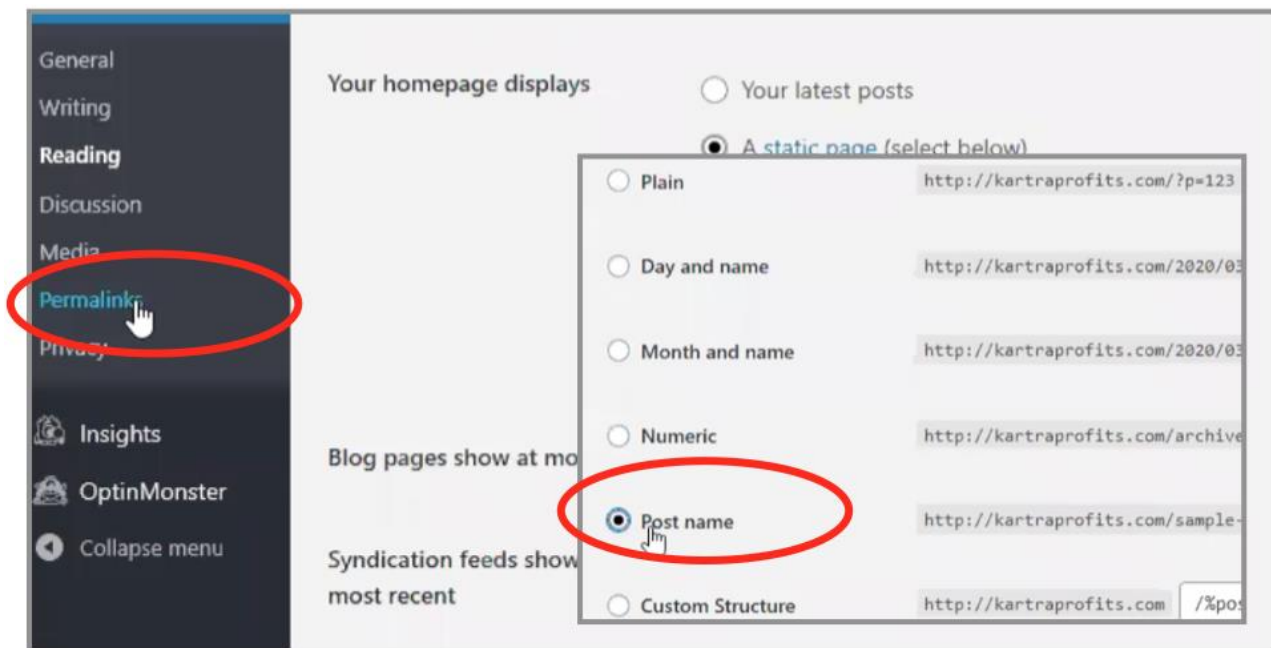 General
Writing
Reading
Discussion
Media
Permalinks
Privacy
Insights
OptinMonster
Collapse menu
Your homepage displays
Your latest posts
A static page (select below)
Blog pages show at mo
Syndication feeds show
most recent
Plain http://kartraprofits.com/?p=123
Day and name http://kartraprofits.com/2020/03
Month and name http://kartraprofits.com/2020/03
Numeric http://kartraprofits.com/archive
Post name http://kartraprofits.com/sample-
Custom Structure http://kartraprofits.com /%pos